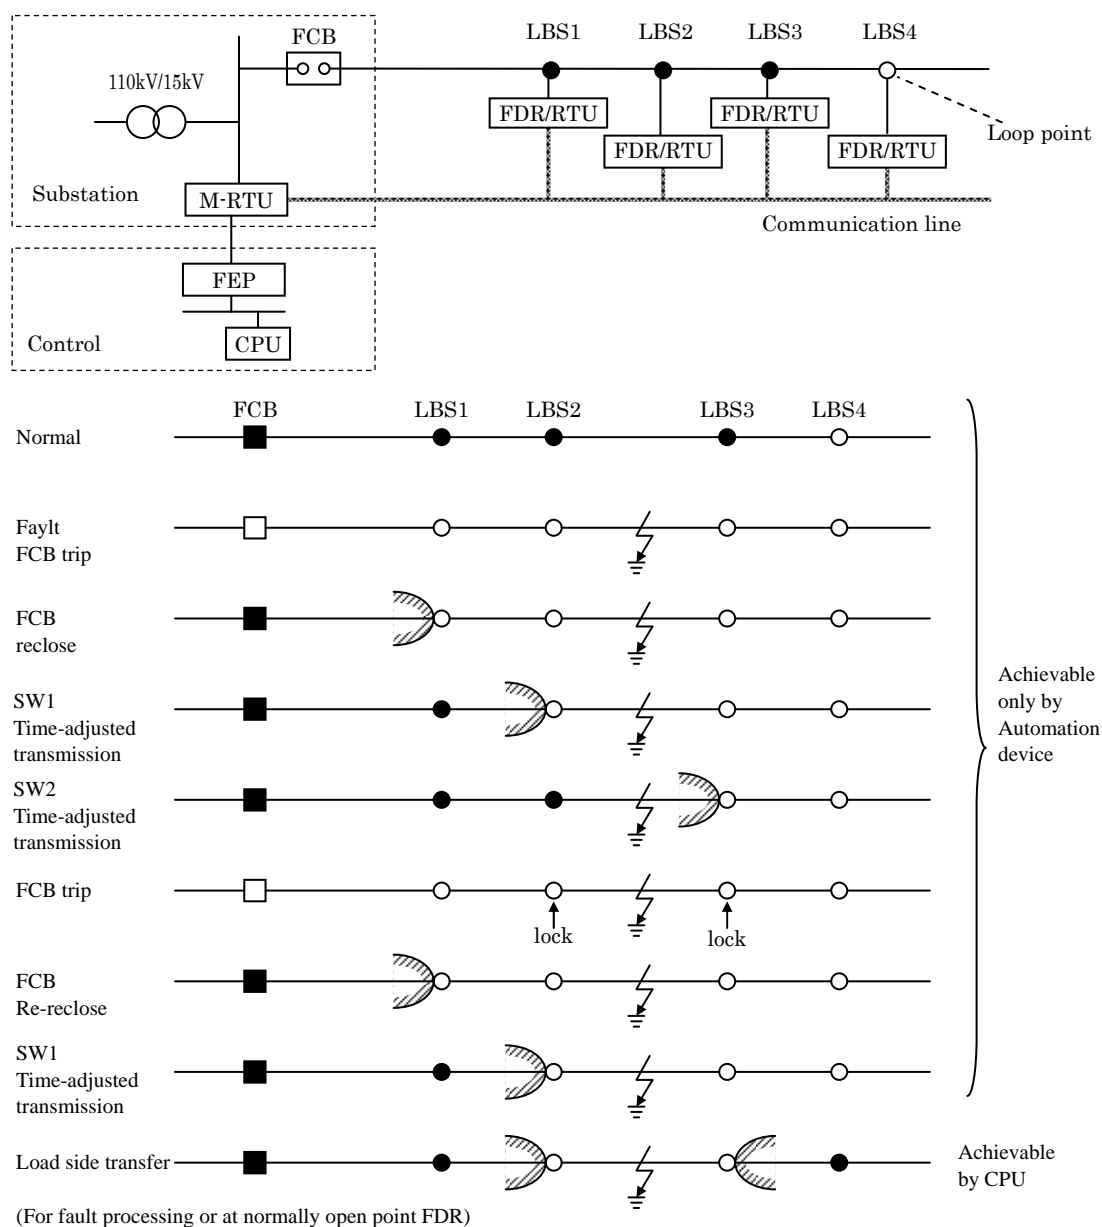 FCB
LBS1
LBS2
LBS3
LBS4
110kV/15kV
FDR/RTU
FDR/RTU
FDR/RTU
FDR/RTU
Loop point
Substation
M-RTU
Communication line
FEP
Control
CPU
FCB
LBS1
LBS2
LBS3
LBS4
Normal
Faylt
FCB trip
FCB
reclose
SW1
Time-adjusted
transmission
SW2
Time-adjusted
transmission
Achievable
only by
Automation
device
FCB trip
lock
lock
FCB
Re-reclose
SW1
Time-adjusted
transmission
Load side transfer
Achievable
by CPU
(For fault processing or at normally open point FDR)